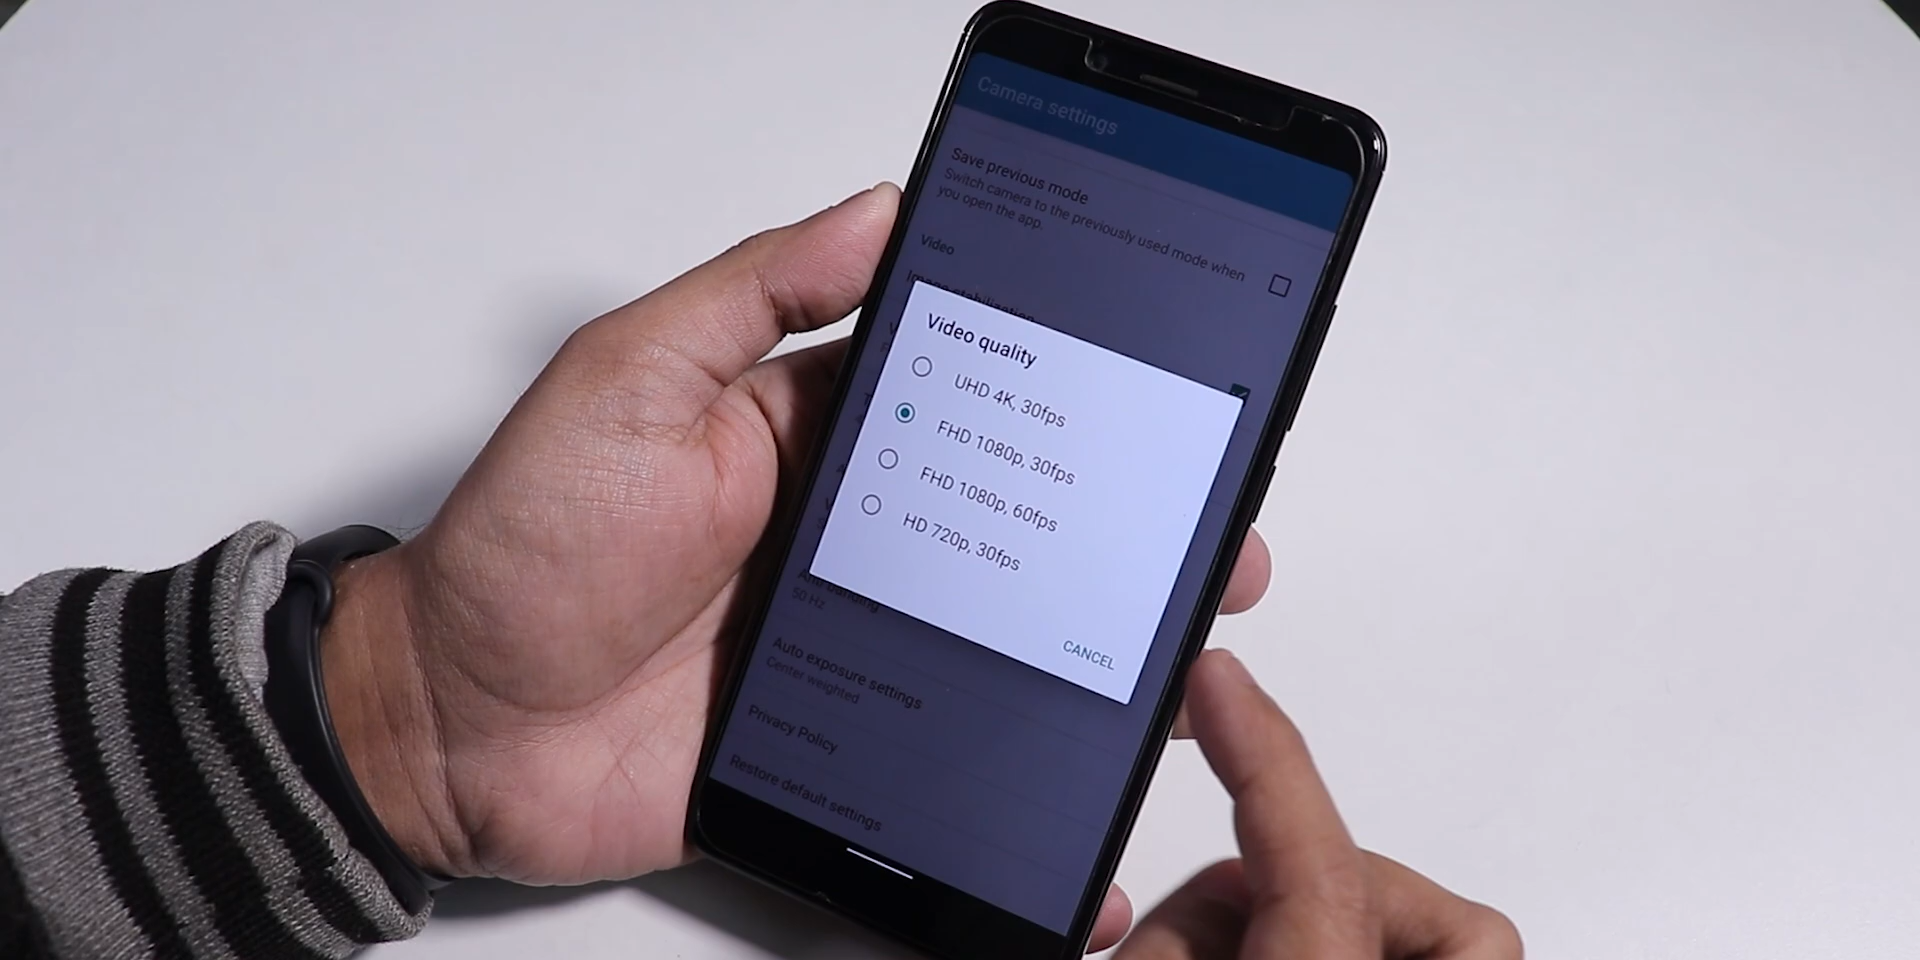 Camera settings
Save previous mode
Switch camera to the previously used mode when
you open the app.
Video
Image stabilization
Video quality
UHD 4K, 30fps
FHD 1080p, 30fps
FHD 1080p, 60fps
HD 720p, 30fps
CANCEL
Anti banding
50 Hz
Auto exposure settings
Center weighted
Privacy Policy
Restore default settings